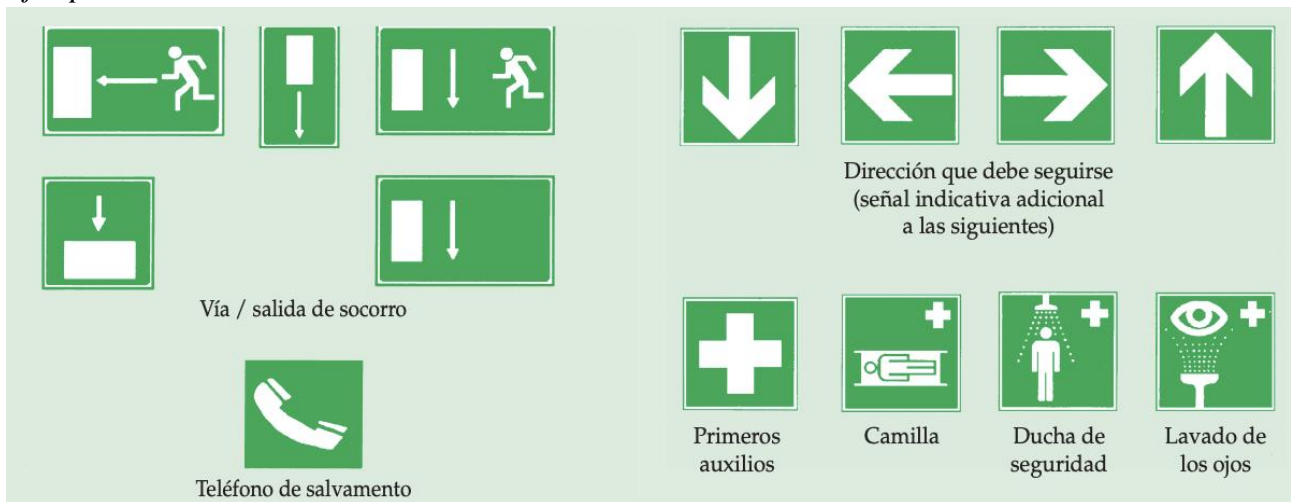 Vía / salida de socorro
Teléfono de salvamento
Dirección que debe seguirse
(señal indicativa adicional
a las siguientes)
Primeros
auxilios
Camilla
Ducha de
seguridad
Lavado de
los ojos